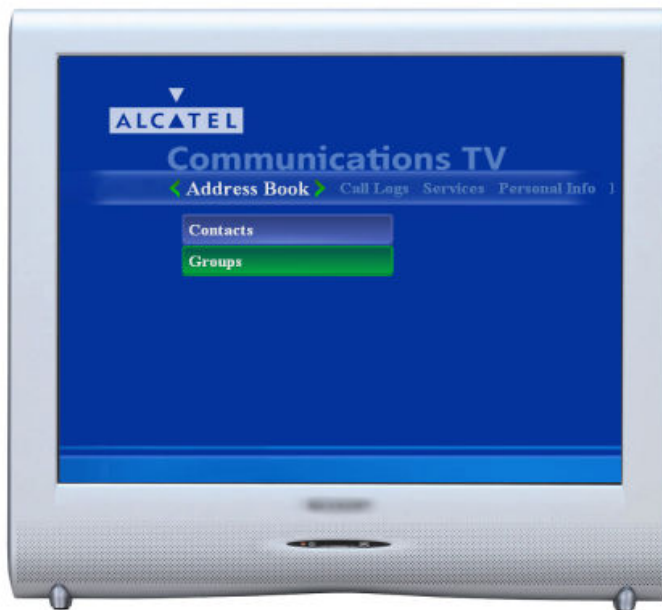 ALCATEL
Communications TV
Address Book Call Logs Services Personal Info
Contacts
Groups